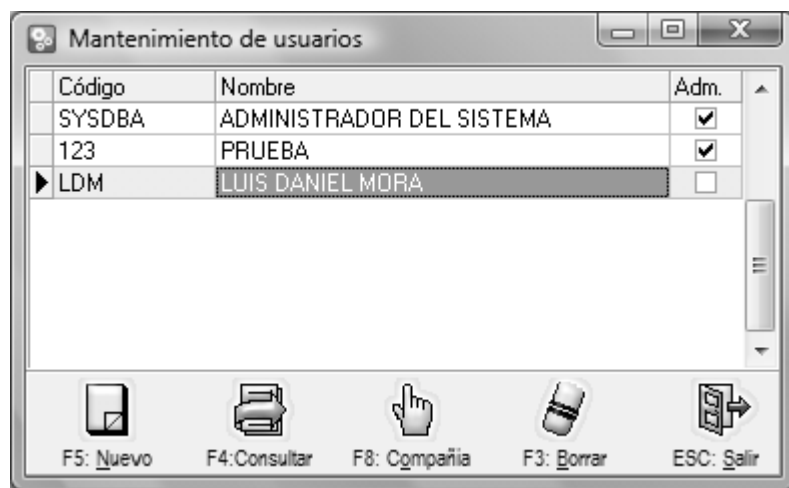 Mantenimiento de usuarios
Código Nombre Adm.
SYSDBA ADMINISTRADOR DEL SISTEMA
123 PRUEBA
LDM LUIS DANIEL MORA
F5: Nuevo F4:Consultar F8: Compañia F3: Borrar ESC: Salir